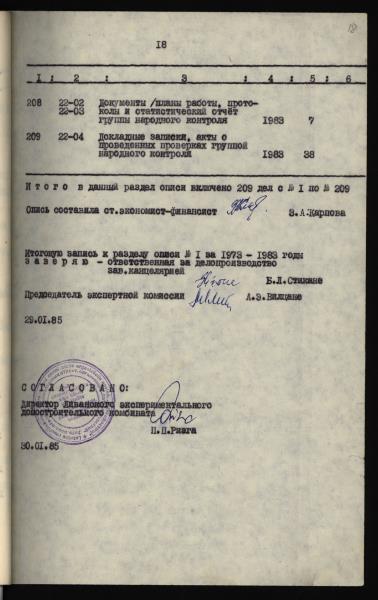 18
18
1 : 2 : 3 : 4 : 5 : 6
208 22-02 Документы /планы работы, прото-
22-03 колы и статистический отчёт
группы народного контроля 1983 7
209 22-04 Докладные записки, акты о
проведенных проверках группой
народного контроля 1983 38
Итого в данный раздел описи включено 209 дел с № I по № 209
Опись составила ст.экономист-финансист З.А.Карпова
Итоговую запись к разделу описи № I за 1973 - 1983 годы
заверяю - ответственная за делопроизводство
зав.канцелярией
Б.Л.Стикане
Председатель экспертной комиссии А.Э.Вилцане
29.01.85
СОГЛАСОВАНО:
Директор Ливанского экспериментального
домостроительного комбината
П.П.Ризга
30.01.85